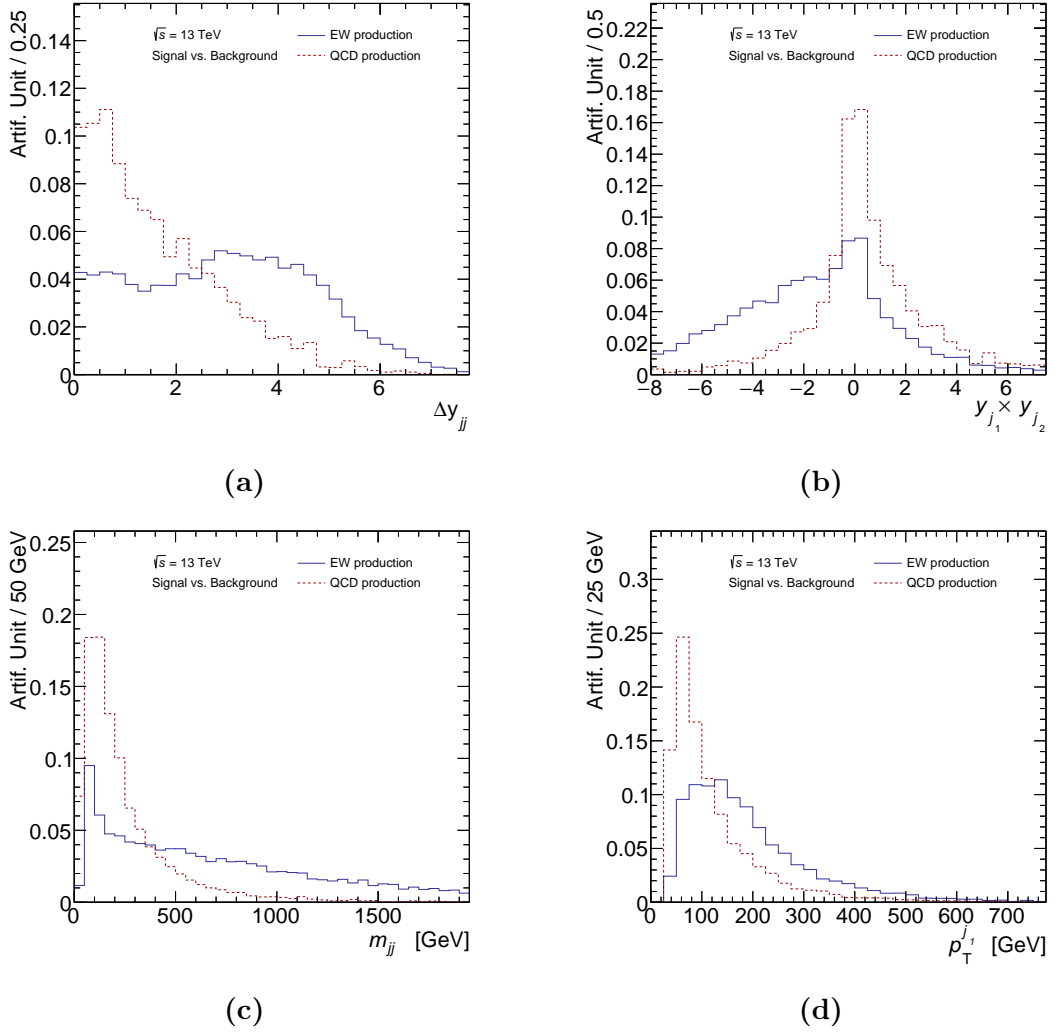 Artif. Unit / 0.25
0.14
0.12
0.1
0.08
0.06
0.04
0.02
0
√s = 13 TeV
Signal vs. Background
EW production
QCD production
0 2 4 6
Δy_jj
(a)
Artif. Unit / 0.5
0.22
0.2
0.18
0.16
0.14
0.12
0.1
0.08
0.06
0.04
0.02
0
√s = 13 TeV
Signal vs. Background
EW production
QCD production
−8 −6 −4 −2 0 2 4 6
y_j_1 × y_j_2
(b)
Artif. Unit / 50 GeV
0.25
0.2
0.15
0.1
0.05
0
√s = 13 TeV
Signal vs. Background
EW production
QCD production
0 500 1000 1500
m_jj [GeV]
(c)
Artif. Unit / 25 GeV
0.3
0.25
0.2
0.15
0.1
0.05
0
√s = 13 TeV
Signal vs. Background
EW production
QCD production
0 100 200 300 400 500 600 700
p_T^j_1 [GeV]
(d)